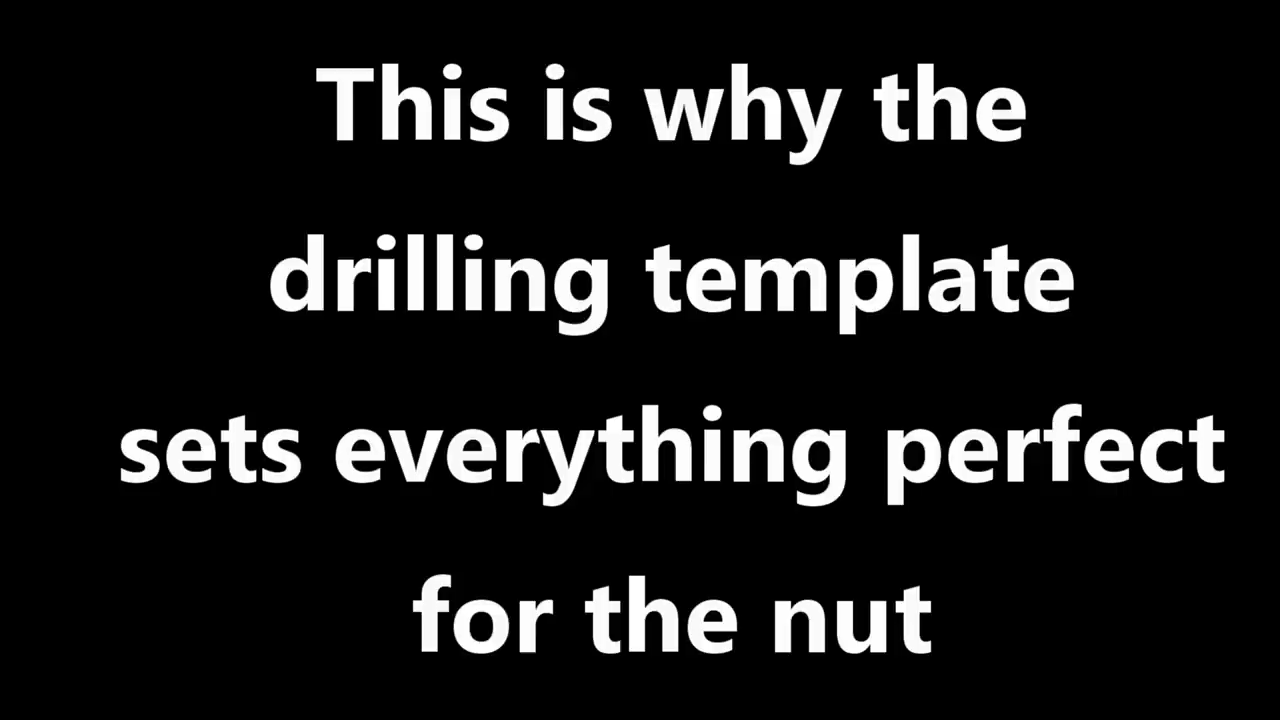 This is why the
drilling template
sets everything perfect
for the nut